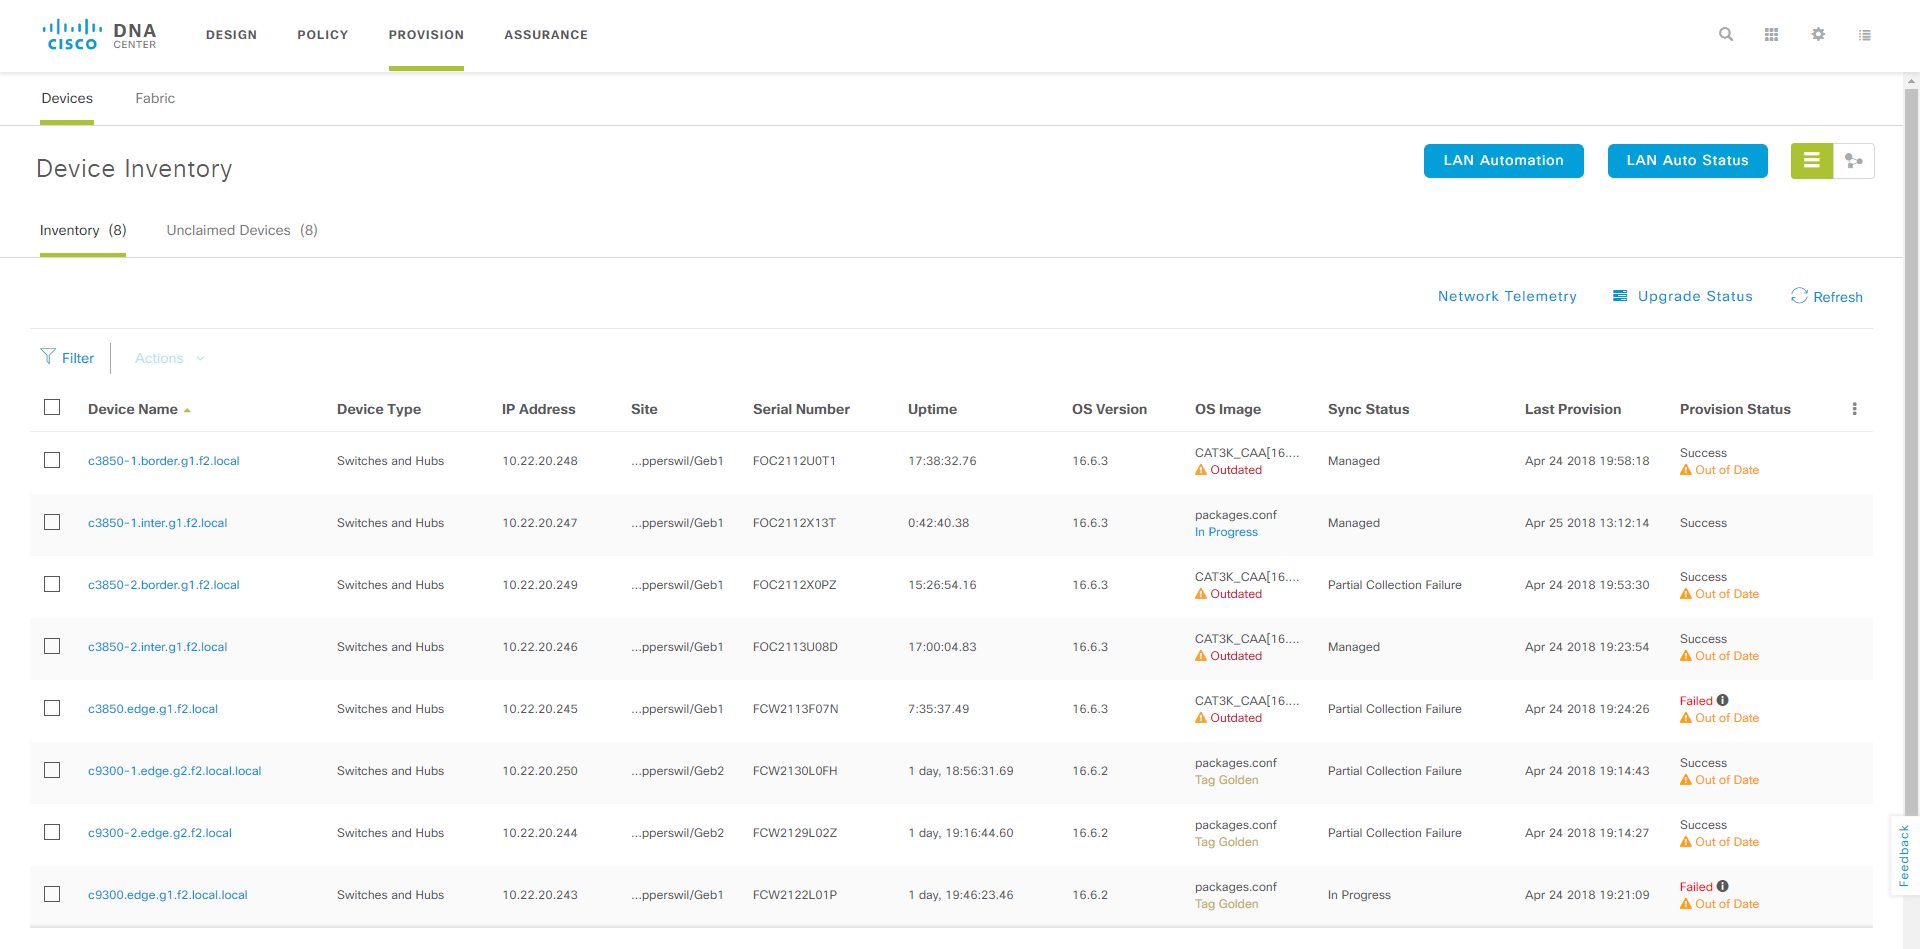 CISCO DNA CENTER DESIGN POLICY PROVISION ASSURANCE
Devices Fabric
Device Inventory LAN Automation LAN Auto Status
Inventory (8) Unclaimed Devices (8)
Network Telemetry Upgrade Status Refresh
Filter Actions
Device Name Device Type IP Address Site Serial Number Uptime OS Version OS Image Sync Status Last Provision Provision Status
c3850-1.border.g1.f2.local Switches and Hubs 10.22.20.248 ...pperswil/Geb1 FOC2112U0T1 17:38:32.76 16.6.3 CAT3K_CAA[16.... Managed Apr 24 2018 19:58:18 Success
Outdated Out of Date
c3850-1.inter.g1.f2.local Switches and Hubs 10.22.20.247 ...pperswil/Geb1 FOC2112X13T 0:42:40.38 16.6.3 packages.conf Managed Apr 25 2018 13:12:14 Success
In Progress
c3850-2.border.g1.f2.local Switches and Hubs 10.22.20.249 ...pperswil/Geb1 FOC2112X0PZ 15:26:54.16 16.6.3 CAT3K_CAA[16.... Partial Collection Failure Apr 24 2018 19:53:30 Success
Outdated Out of Date
c3850-2.inter.g1.f2.local Switches and Hubs 10.22.20.246 ...pperswil/Geb1 FOC2113U08D 17:00:04.83 16.6.3 CAT3K_CAA[16.... Managed Apr 24 2018 19:23:54 Success
Outdated Out of Date
c3850.edge.g1.f2.local Switches and Hubs 10.22.20.245 ...pperswil/Geb1 FCW2113F07N 7:35:37.49 16.6.3 CAT3K_CAA[16.... Partial Collection Failure Apr 24 2018 19:24:26 Failed
Outdated Out of Date
c9300-1.edge.g2.f2.local.local Switches and Hubs 10.22.20.250 ...pperswil/Geb2 FCW2130L0FH 1 day, 18:56:31.69 16.6.2 packages.conf Partial Collection Failure Apr 24 2018 19:14:43 Success
Tag Golden Out of Date
c9300-2.edge.g2.f2.local Switches and Hubs 10.22.20.244 ...pperswil/Geb2 FCW2129L02Z 1 day, 19:16:44.60 16.6.2 packages.conf Partial Collection Failure Apr 24 2018 19:14:27 Success
Tag Golden Out of Date
c9300.edge.g1.f2.local.local Switches and Hubs 10.22.20.243 ...pperswil/Geb1 FCW2122L01P 1 day, 19:46:23.46 16.6.2 packages.conf In Progress Apr 24 2018 19:21:09 Failed
Tag Golden Out of Date
Feedback